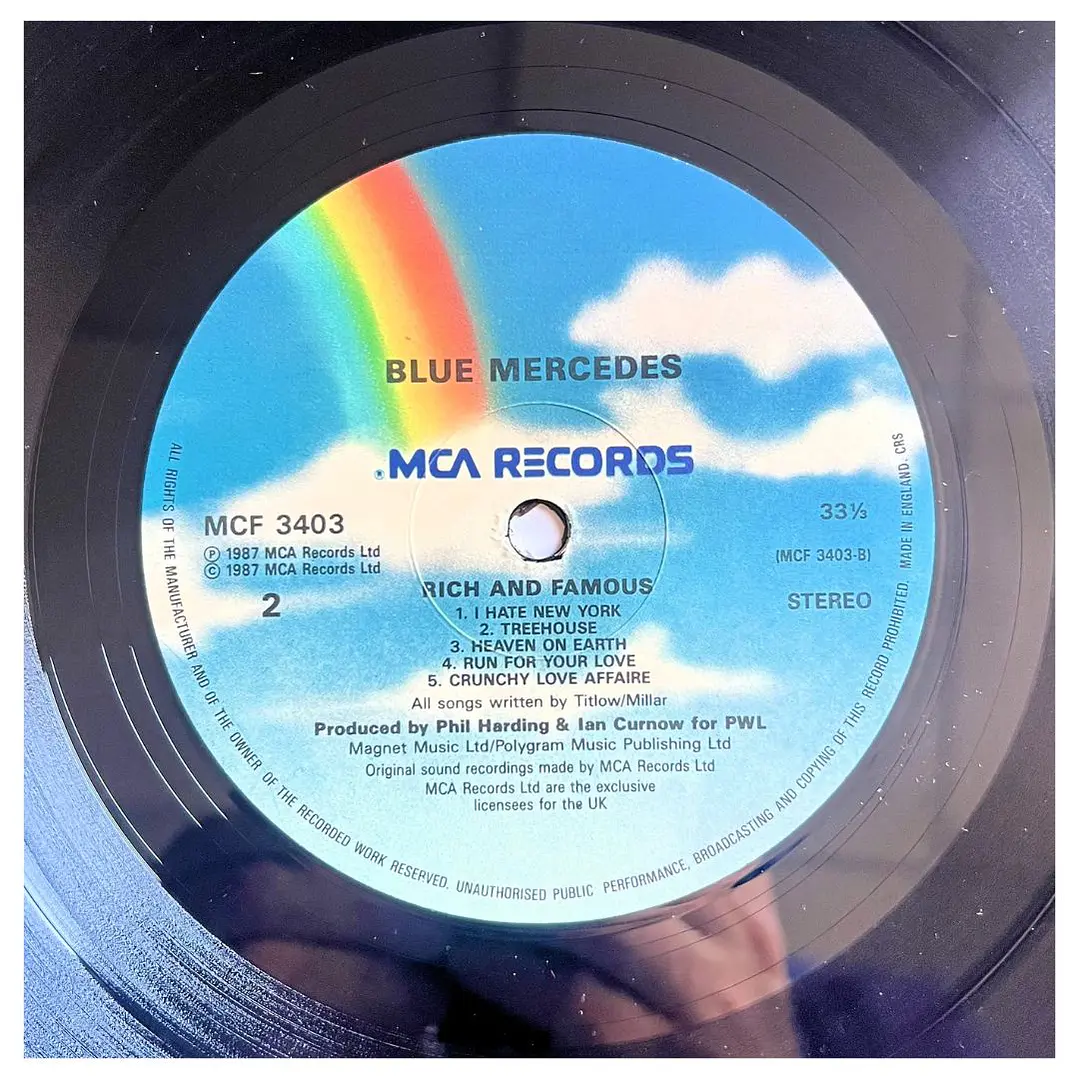 BLUE MERCEDES
® MCA RECORDS
MCF 3403
℗ 1987 MCA Records Ltd
© 1987 MCA Records Ltd
2
33⅓
(MCF 3403-B)
STEREO
RICH AND FAMOUS
1. I HATE NEW YORK
2. TREEHOUSE
3. HEAVEN ON EARTH
4. RUN FOR YOUR LOVE
5. CRUNCHY LOVE AFFAIRE
All songs written by Titlow/Millar
Produced by Phil Harding & Ian Curnow for PWL
Magnet Music Ltd/Polygram Music Publishing Ltd
Original sound recordings made by MCA Records Ltd
MCA Records Ltd are the exclusive
licensees for the UK
ALL RIGHTS OF THE MANUFACTURER AND OF THE OWNER OF THE RECORDED WORK RESERVED. UNAUTHORISED PUBLIC PERFORMANCE, BROADCASTING AND COPYING OF THIS RECORD PROHIBITED. MADE IN ENGLAND. CRS